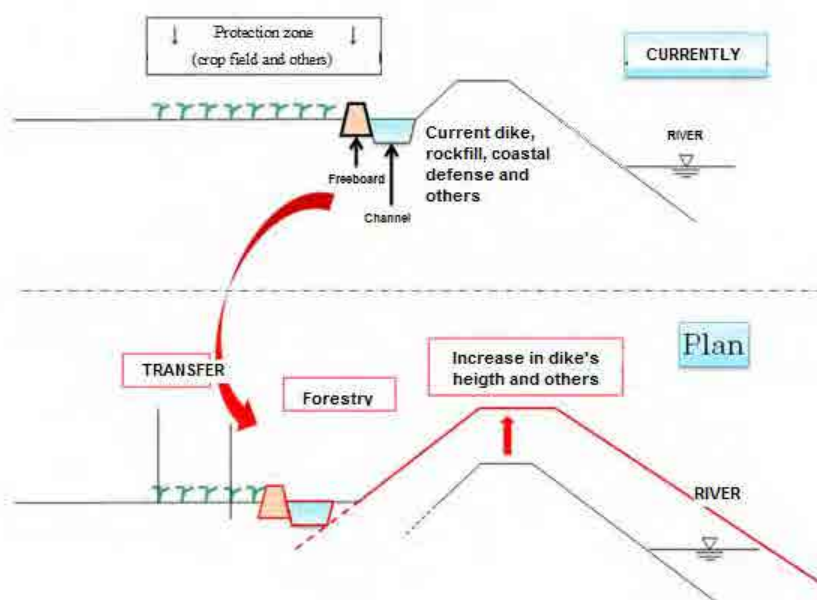 Protection zone
(crop field and others)
CURRENTLY
RIVER
Current dike,
rockfill, coastal
defense and
others
Freeboard
Channel
Plan
TRANSFER
Forestry
Increase in dike's
heigth and others
RIVER